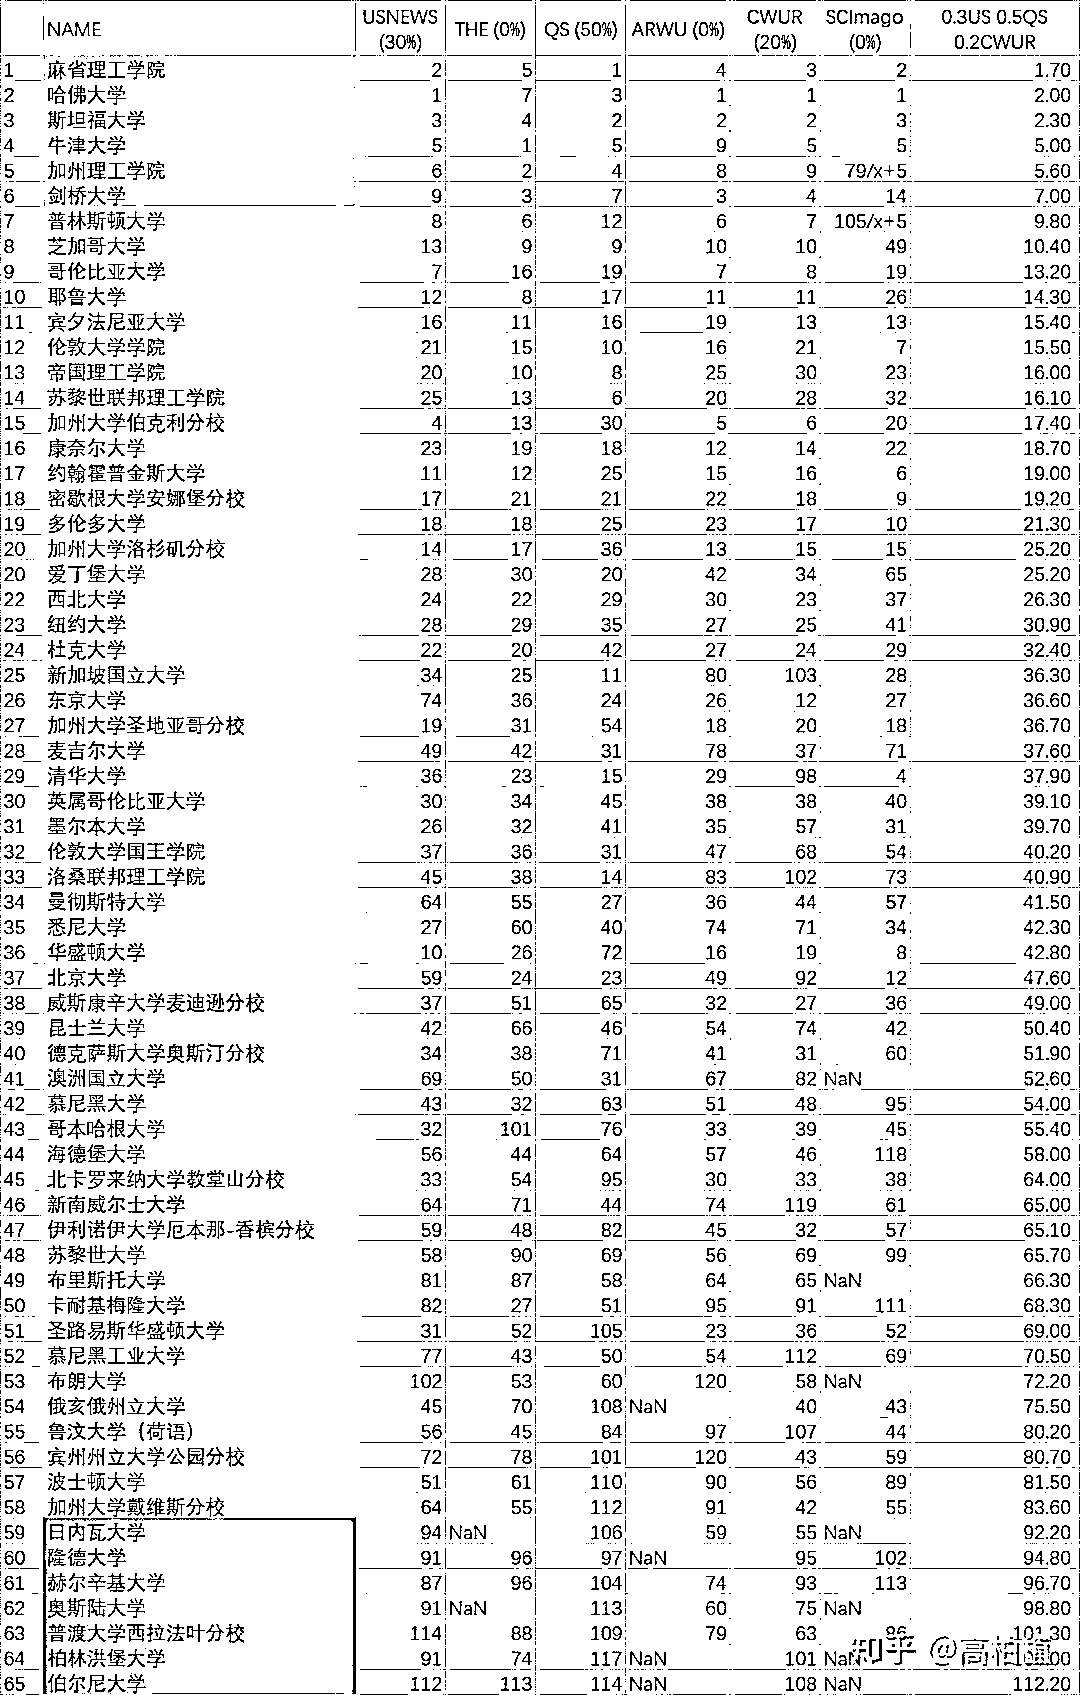 NAME USNEWS (30%) THE (0%) QS (50%) ARWU (0%) CWUR (20%) SCImago (0%) 0.3US 0.5QS 0.2CWUR
1 麻省理工学院 2 5 1 4 3 2 1.70
2 哈佛大学 1 7 3 1 1 1 2.00
3 斯坦福大学 3 4 2 2 2 3 2.30
4 牛津大学 5 1 5 9 5 5 5.00
5 加州理工学院 6 2 4 8 9 79/x+5 5.60
6 剑桥大学 9 3 7 3 4 14 7.00
7 普林斯顿大学 8 6 12 6 7 105/x+5 9.80
8 芝加哥大学 13 9 9 10 10 49 10.40
9 哥伦比亚大学 7 16 19 7 8 19 13.20
10 耶鲁大学 12 8 17 11 11 26 14.30
11 宾夕法尼亚大学 16 11 16 19 13 13 15.40
12 伦敦大学学院 21 15 10 16 21 7 15.50
13 帝国理工学院 20 10 8 25 30 23 16.00
14 苏黎世联邦理工学院 25 13 6 20 28 32 16.10
15 加州大学伯克利分校 4 13 30 5 6 20 17.40
16 康奈尔大学 23 19 18 12 14 22 18.70
17 约翰霍普金斯大学 11 12 25 15 16 6 19.00
18 密歇根大学安娜堡分校 17 21 21 22 18 9 19.20
19 多伦多大学 18 18 25 23 17 10 21.30
20 加州大学洛杉矶分校 14 17 36 13 15 15 25.20
20 爱丁堡大学 28 30 20 42 34 65 25.20
22 西北大学 24 22 29 30 23 37 26.30
23 纽约大学 28 29 35 27 25 41 30.90
24 杜克大学 22 20 42 27 24 29 32.40
25 新加坡国立大学 34 25 11 80 103 28 36.30
26 东京大学 74 36 24 26 12 27 36.60
27 加州大学圣地亚哥分校 19 31 54 18 20 18 36.70
28 麦吉尔大学 49 42 31 78 37 71 37.60
29 清华大学 36 23 15 29 98 4 37.90
30 英属哥伦比亚大学 30 34 45 38 38 40 39.10
31 墨尔本大学 26 32 41 35 57 31 39.70
32 伦敦大学国王学院 37 36 31 47 68 54 40.20
33 洛桑联邦理工学院 45 38 14 83 102 73 40.90
34 曼彻斯特大学 64 55 27 36 44 57 41.50
35 悉尼大学 27 60 40 74 71 34 42.30
36 华盛顿大学 10 26 72 16 19 8 42.80
37 北京大学 59 24 23 49 92 12 47.60
38 威斯康辛大学麦迪逊分校 37 51 65 32 27 36 49.00
39 昆士兰大学 42 66 46 54 74 42 50.40
40 德克萨斯大学奥斯汀分校 34 38 71 41 31 60 51.90
41 澳洲国立大学 69 50 31 67 82 NaN 52.60
42 慕尼黑大学 43 32 63 51 48 95 54.00
43 哥本哈根大学 32 101 76 33 39 45 55.40
44 海德堡大学 56 44 64 57 46 118 58.00
45 北卡罗来纳大学教堂山分校 33 54 95 30 33 38 64.00
46 新南威尔士大学 64 71 44 74 119 61 65.00
47 伊利诺伊大学厄本那-香槟分校 59 48 82 45 32 57 65.10
48 苏黎世大学 58 90 69 56 69 99 65.70
49 布里斯托大学 81 87 58 64 65 NaN 66.30
50 卡耐基梅隆大学 82 27 51 95 91 111 68.30
51 圣路易斯华盛顿大学 31 52 105 23 36 52 69.00
52 慕尼黑工业大学 77 43 50 54 112 69 70.50
53 布朗大学 102 53 60 120 58 NaN 72.20
54 俄亥俄州立大学 45 70 108 NaN 40 43 75.50
55 鲁汶大学（荷语） 56 45 84 97 107 44 80.20
56 宾州州立大学公园分校 72 78 101 120 43 59 80.70
57 波士顿大学 51 61 110 90 56 89 81.50
58 加州大学戴维斯分校 64 55 112 91 42 55 83.60
59 日内瓦大学 94 NaN 106 59 55 NaN 92.20
60 隆德大学 91 96 97 NaN 95 102 94.80
61 赫尔辛基大学 87 96 104 74 93 113 96.70
62 奥斯陆大学 91 NaN 113 60 75 NaN 98.80
63 普渡大学西拉法叶分校 114 88 109 79 63 86 101.30
64 柏林洪堡大学 91 74 117 NaN 101 NaN
65 伯尔尼大学 112 113 114 NaN 108 NaN 112.20
知乎 @高柏渲